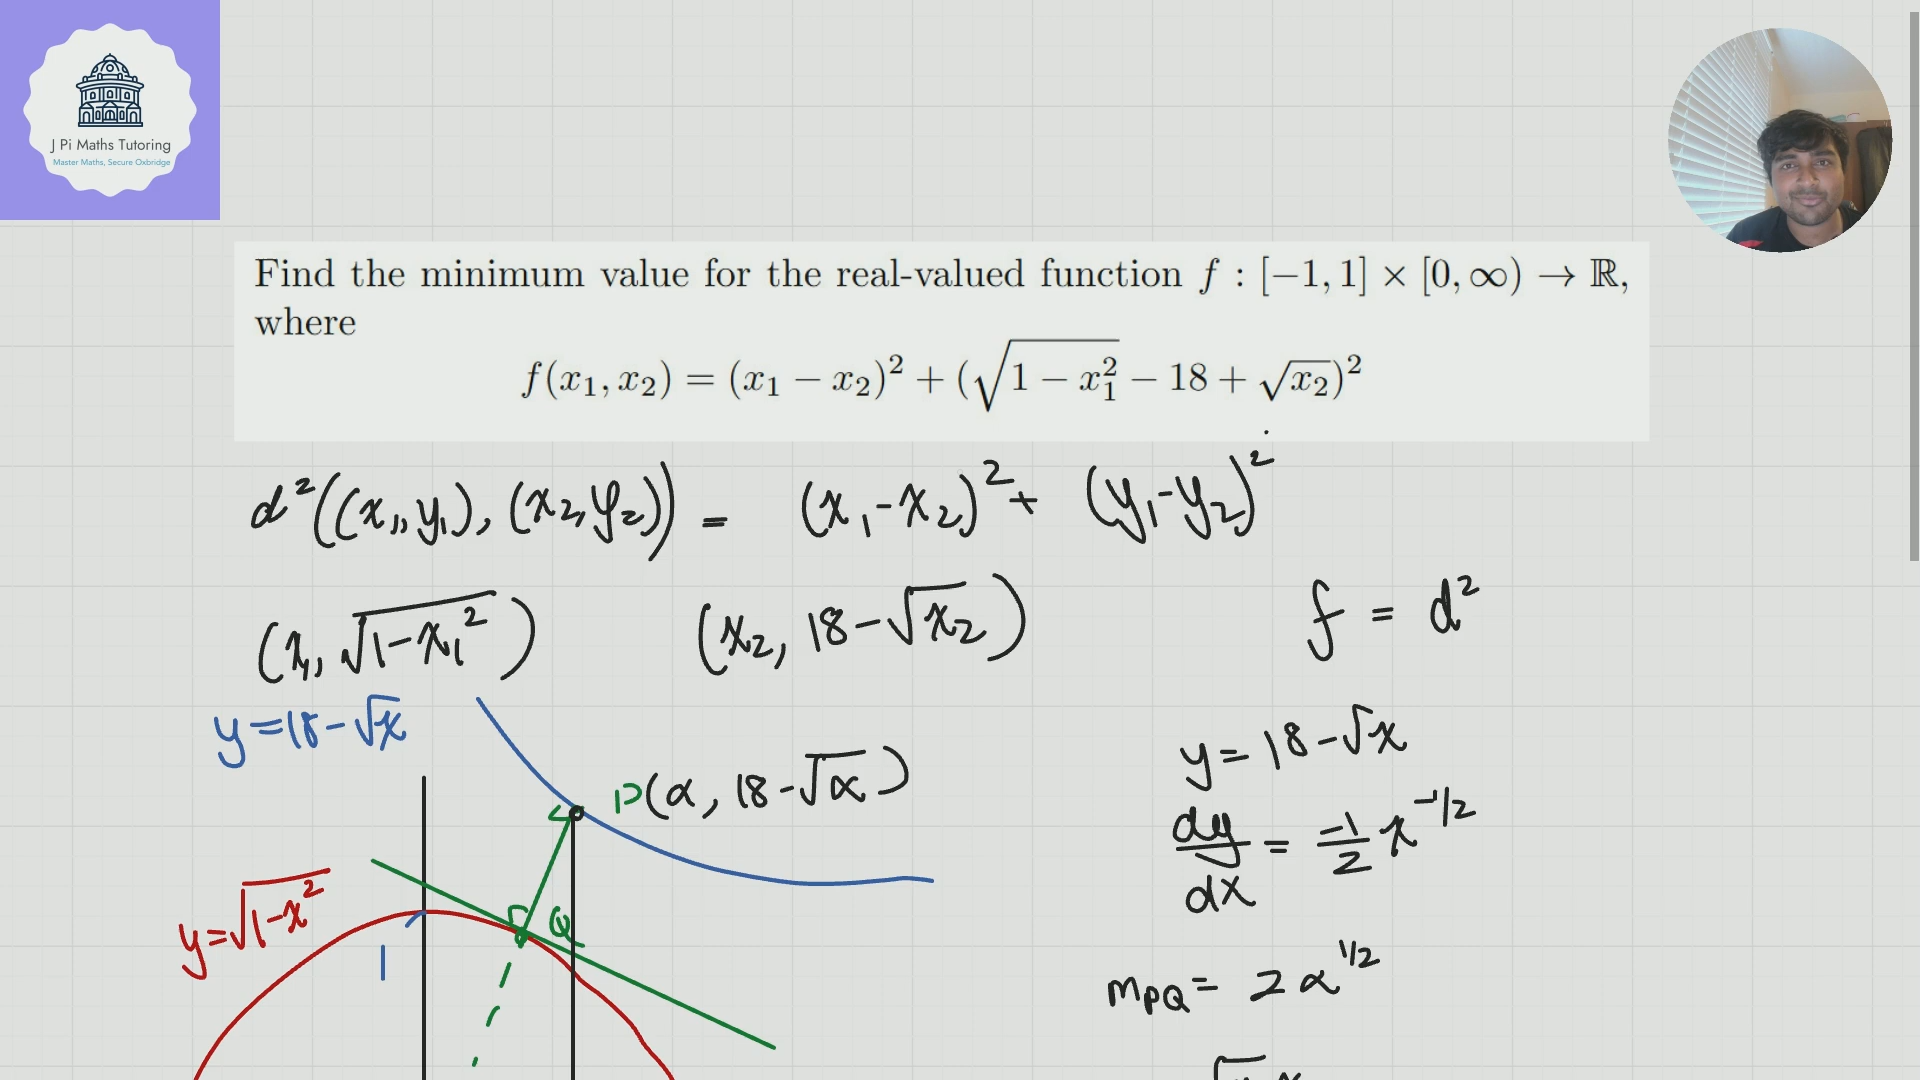 J Pi Maths Tutoring
Master Maths, Secure Oxbridge
Find the minimum value for the real-valued function f : [−1, 1] × [0, ∞) → ℝ,
where
f(x₁, x₂) = (x₁ − x₂)² + (√(1 − x₁²) − 18 + √x₂)²
d²((x₁, y₁), (x₂, y₂)) = (x₁ - x₂)² + (y₁ - y₂)²
(x₁, √(1 - x₁²)) (x₂, 18 - √x₂) f = d²
y = 18 - √x
y = 18 - √x
P(α, 18 - √α)
dy/dx = -1/2 x^(-1/2)
y = √(1 - x²)
Q
1
m_PQ = 2α^(1/2)